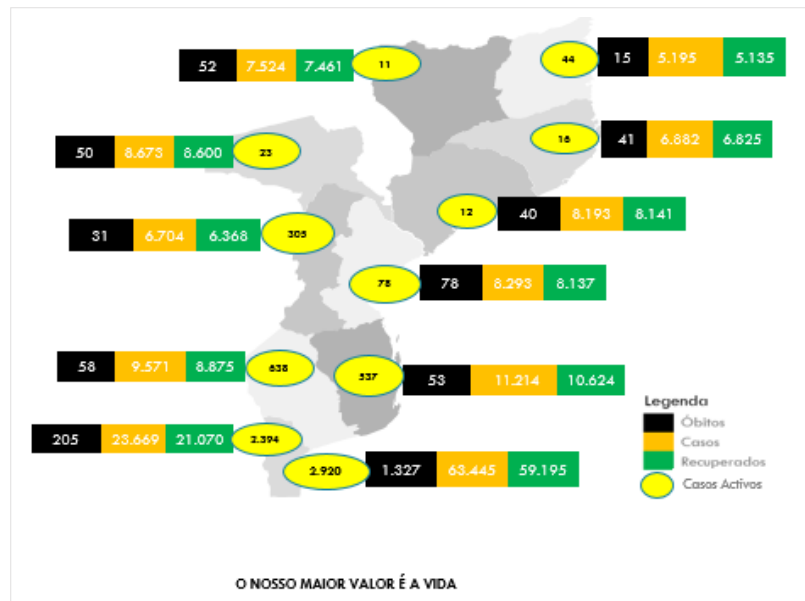 52 7.524 7.461 11
44 15 5.195 5.135
50 8.673 8.600 23
16 41 6.882 6.825
31 6.704 6.368 305
12 40 8.193 8.141
78 78 8.293 8.137
58 9.571 8.875 638
537 53 11.214 10.624
205 23.669 21.070 2.394
2.920 1.327 63.445 59.195
Legenda
Óbitos
Casos
Recuperados
Casos Activos
O NOSSO MAIOR VALOR É A VIDA